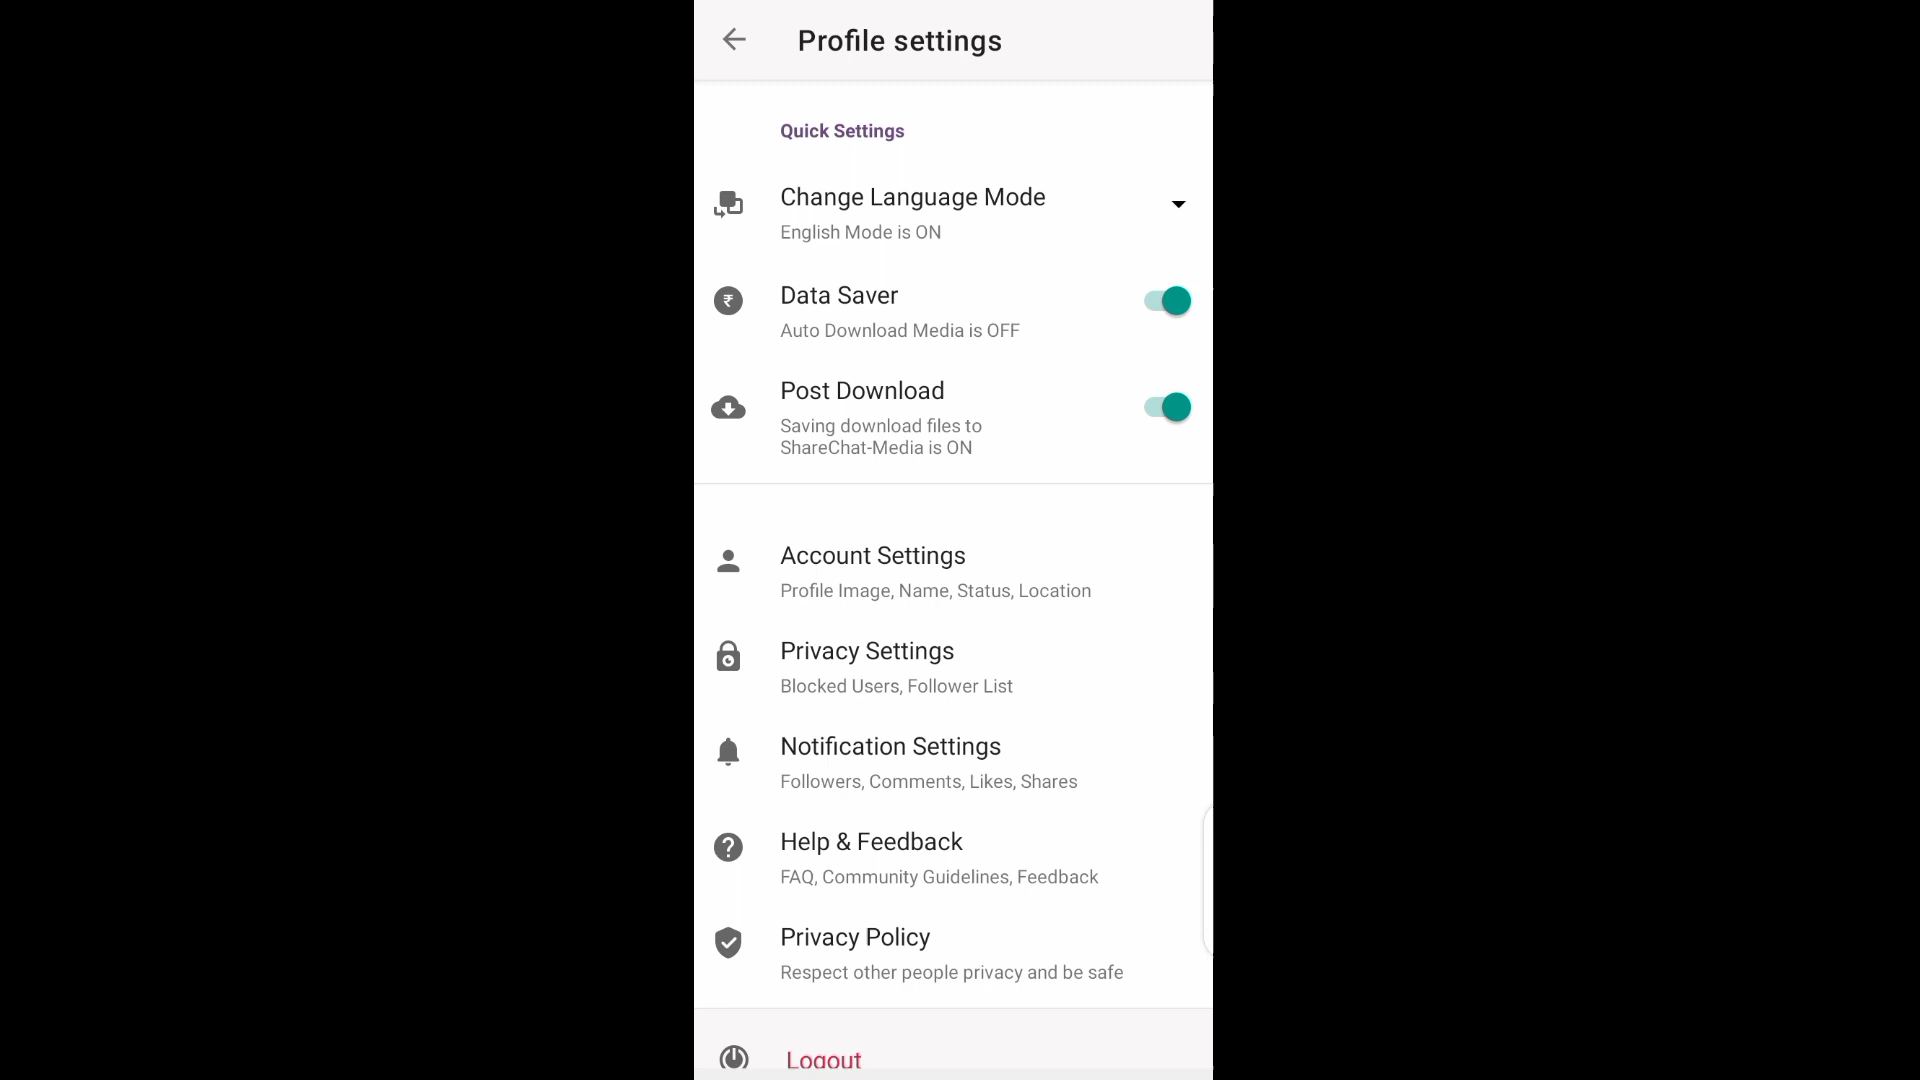 Profile settings
Quick Settings
Change Language Mode
English Mode is ON
Data Saver
Auto Download Media is OFF
Post Download
Saving download files to
ShareChat-Media is ON
Account Settings
Profile Image, Name, Status, Location
Privacy Settings
Blocked Users, Follower List
Notification Settings
Followers, Comments, Likes, Shares
Help & Feedback
FAQ, Community Guidelines, Feedback
Privacy Policy
Respect other people privacy and be safe
Logout